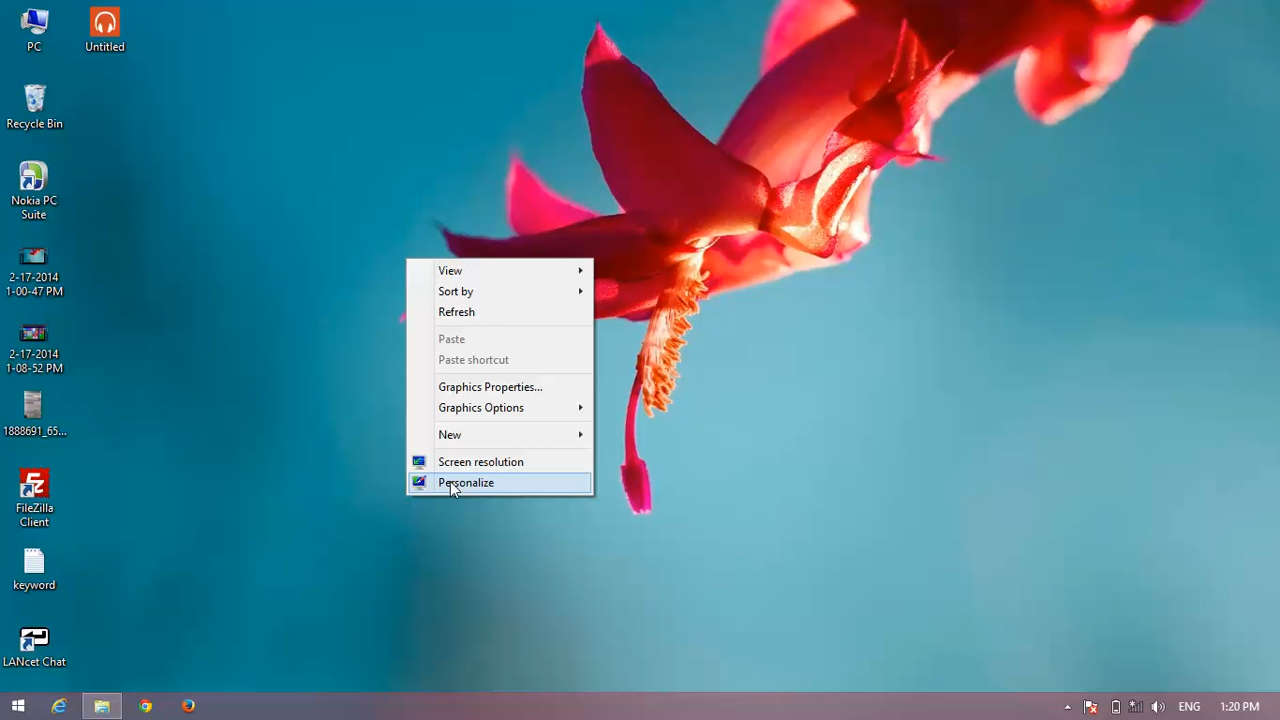 PC
Untitled
Recycle Bin
Nokia PC
Suite
2-17-2014
1-00-47 PM
2-17-2014
1-08-52 PM
1888691_65...
FileZilla
Client
keyword
LANcet Chat
View
Sort by
Refresh
Paste
Paste shortcut
Graphics Properties...
Graphics Options
New
Screen resolution
Personalize
ENG
1:20 PM